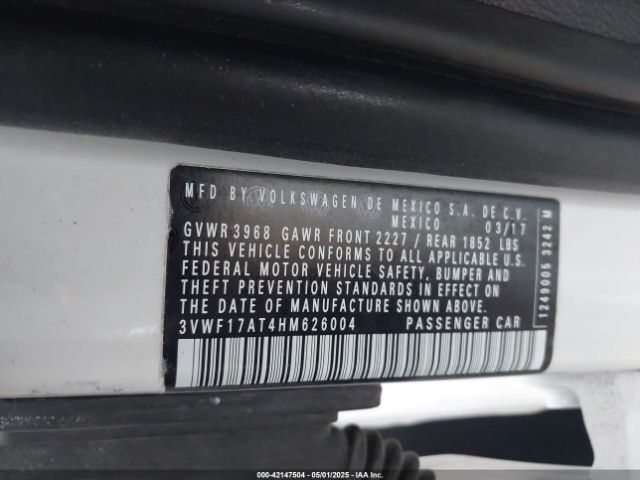 MFD BY VOLKSWAGEN DE MEXICO S.A. DE C.V.
MEXICO 03/17
GVWR 3968 GAWR FRONT 2227 / REAR 1852 LBS
THIS VEHICLE CONFORMS TO ALL APPLICABLE U.S.
FEDERAL MOTOR VEHICLE SAFETY, BUMPER AND
THEFT PREVENTION STANDARDS IN EFFECT ON
THE DATE OF MANUFACTURE SHOWN ABOVE.
3VWF17AT4HM626004 PASSENGER CAR
1249005 3242 M
000-42147504 - 05/01/2025 - IAAI.com